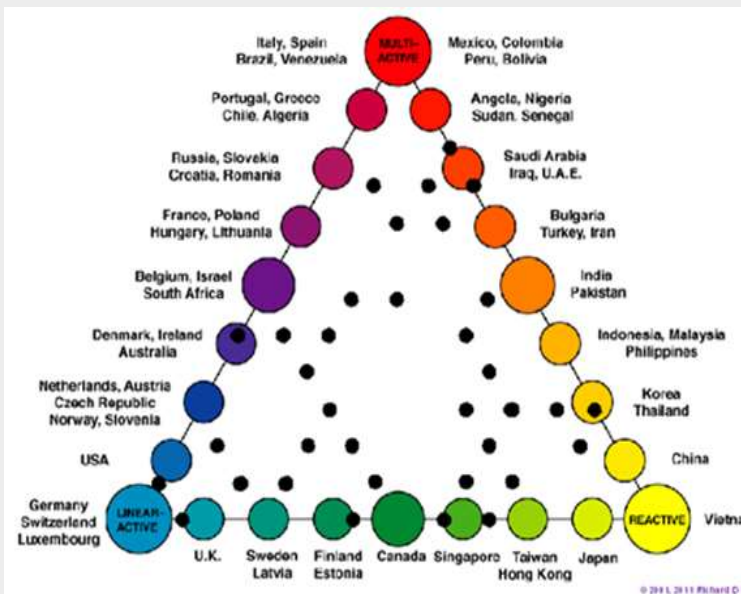 Italy, Spain
Brazil, Venezuela
MULTI-
ACTIVE
Mexico, Colombia
Peru, Bolivia
Portugal, Greece
Chile, Algeria
Angola, Nigeria
Sudan, Senegal
Russia, Slovakia
Croatia, Romania
Saudi Arabia
Iraq, U.A.E.
France, Poland
Hungary, Lithuania
Bulgaria
Turkey, Iran
Belgium, Israel
South Africa
India
Pakistan
Denmark, Ireland
Australia
Indonesia, Malaysia
Philippines
Netherlands, Austria
Czech Republic
Norway, Slovenia
Korea
Thailand
USA
China
Germany
Switzerland
Luxembourg
LINEAR-
ACTIVE
REACTIVE
Vietna
U.K.
Sweden
Latvia
Finland
Estonia
Canada
Singapore
Taiwan
Hong Kong
Japan
Richard D